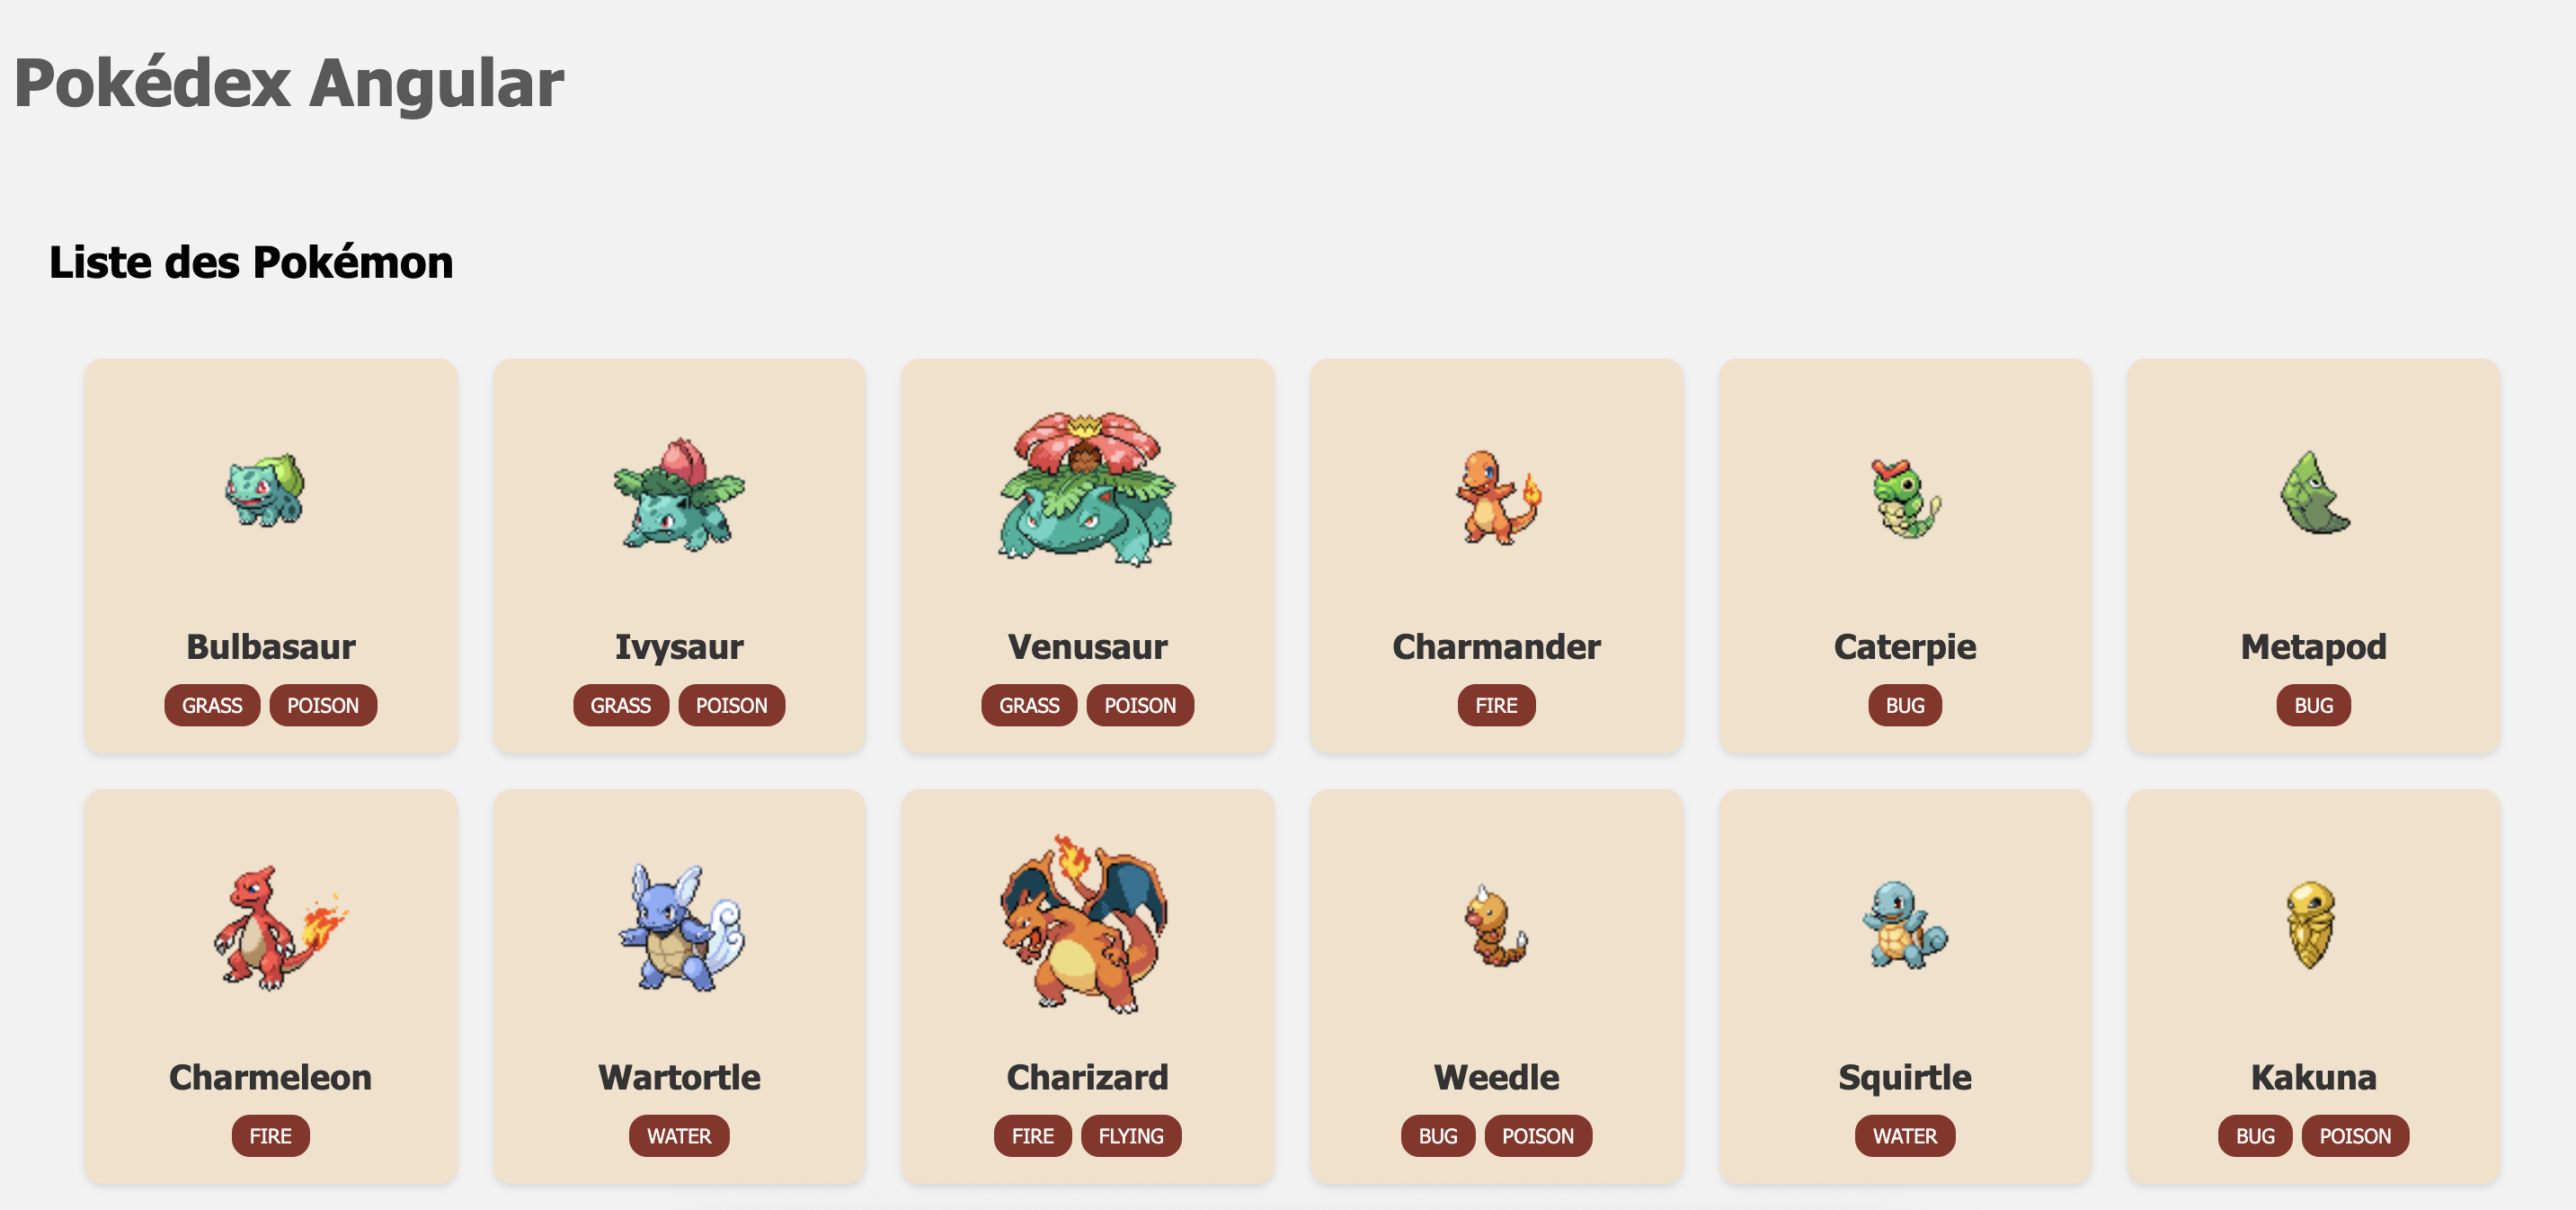 Pokédex Angular
Liste des Pokémon
Bulbasaur
GRASS POISON
Ivysaur
GRASS POISON
Venusaur
GRASS POISON
Charmander
FIRE
Caterpie
BUG
Metapod
BUG
Charmeleon
FIRE
Wartortle
WATER
Charizard
FIRE FLYING
Weedle
BUG POISON
Squirtle
WATER
Kakuna
BUG POISON